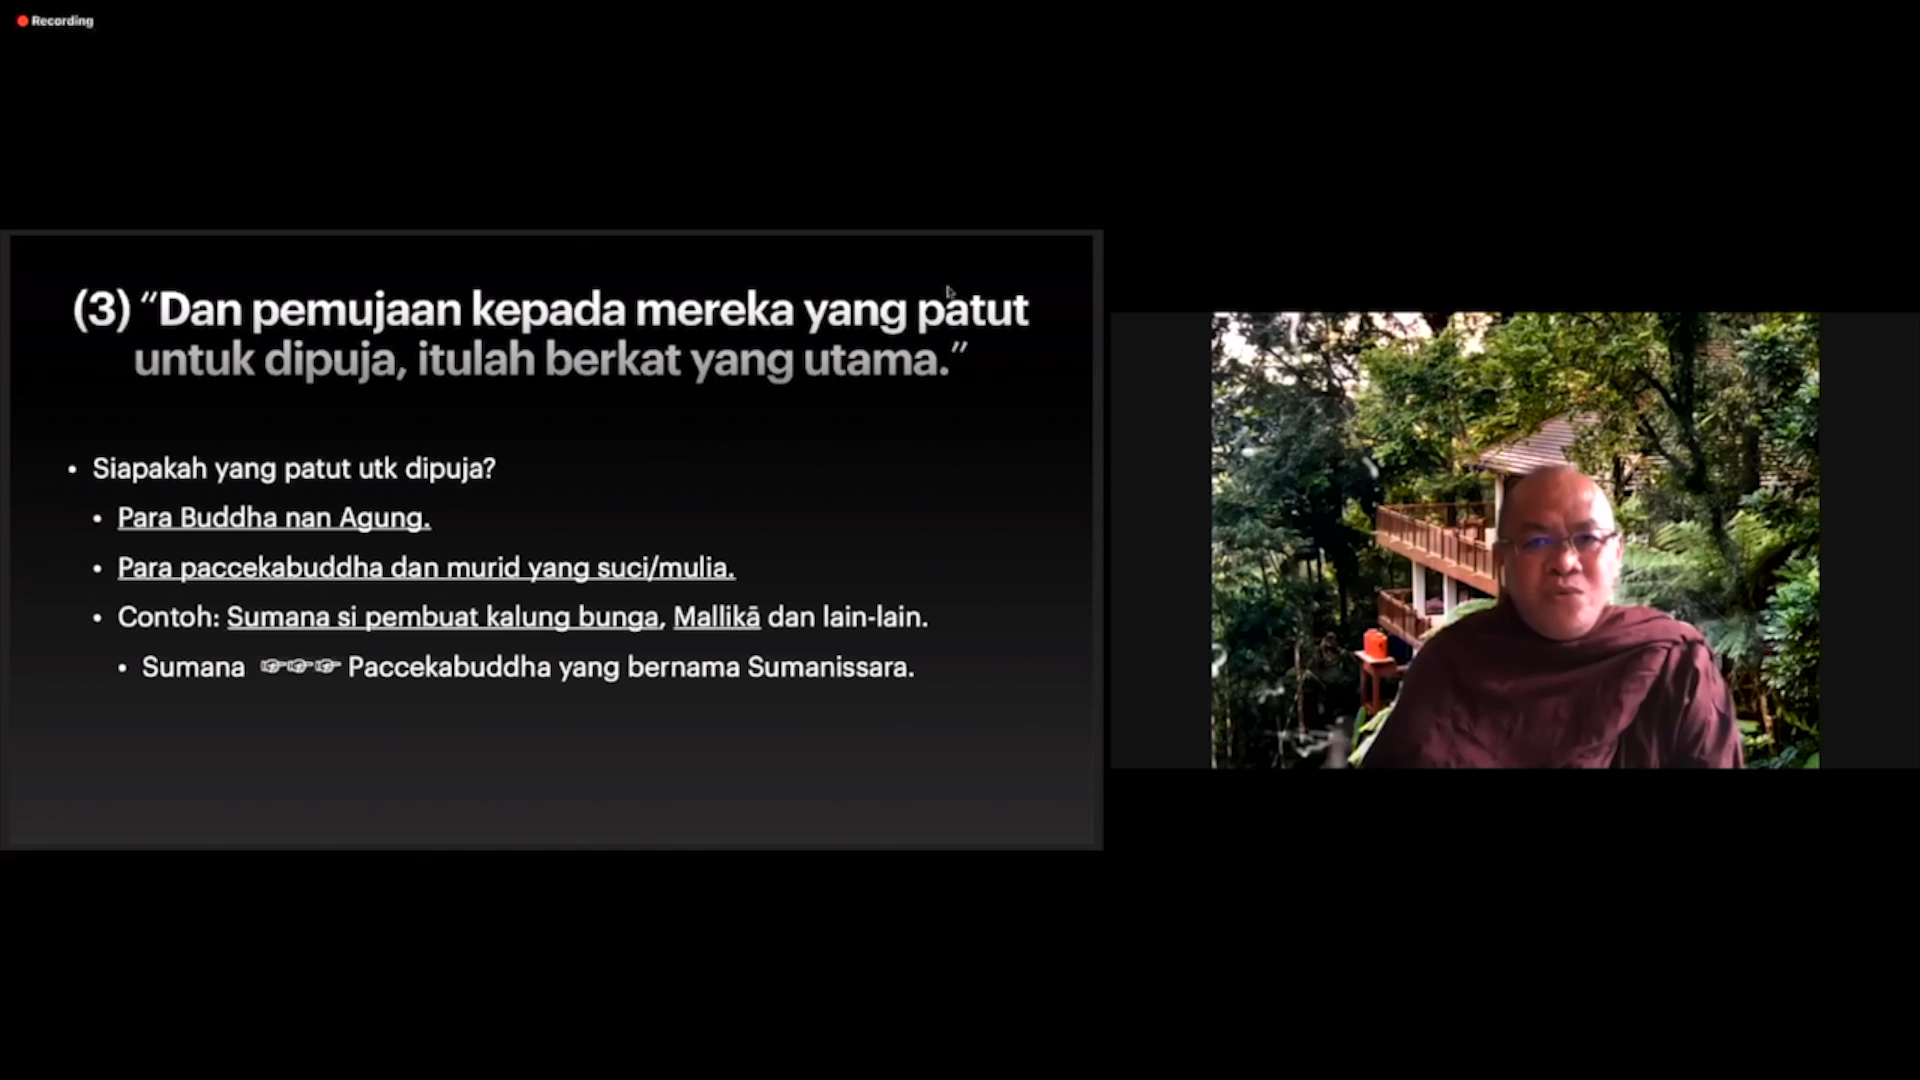 Recording
(3) “Dan pemujaan kepada mereka yang patut
untuk dipuja, itulah berkat yang utama.”
• Siapakah yang patut utk dipuja?
• Para Buddha nan Agung.
• Para paccekabuddha dan murid yang suci/mulia.
• Contoh: Sumana si pembuat kalung bunga, Mallikā dan lain-lain.
• Sumana ☞☞☞ Paccekabuddha yang bernama Sumanissara.